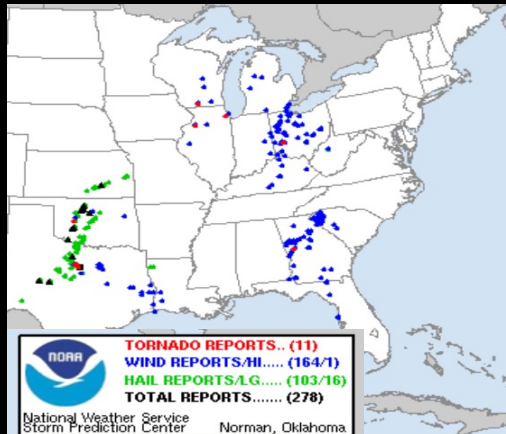 NOAA
TORNADO REPORTS.. (11)
WIND REPORTS/HI..... (164/1)
HAIL REPORTS/LG..... (103/16)
TOTAL REPORTS....... (278)
National Weather Service
Storm Prediction Center Norman, Oklahoma